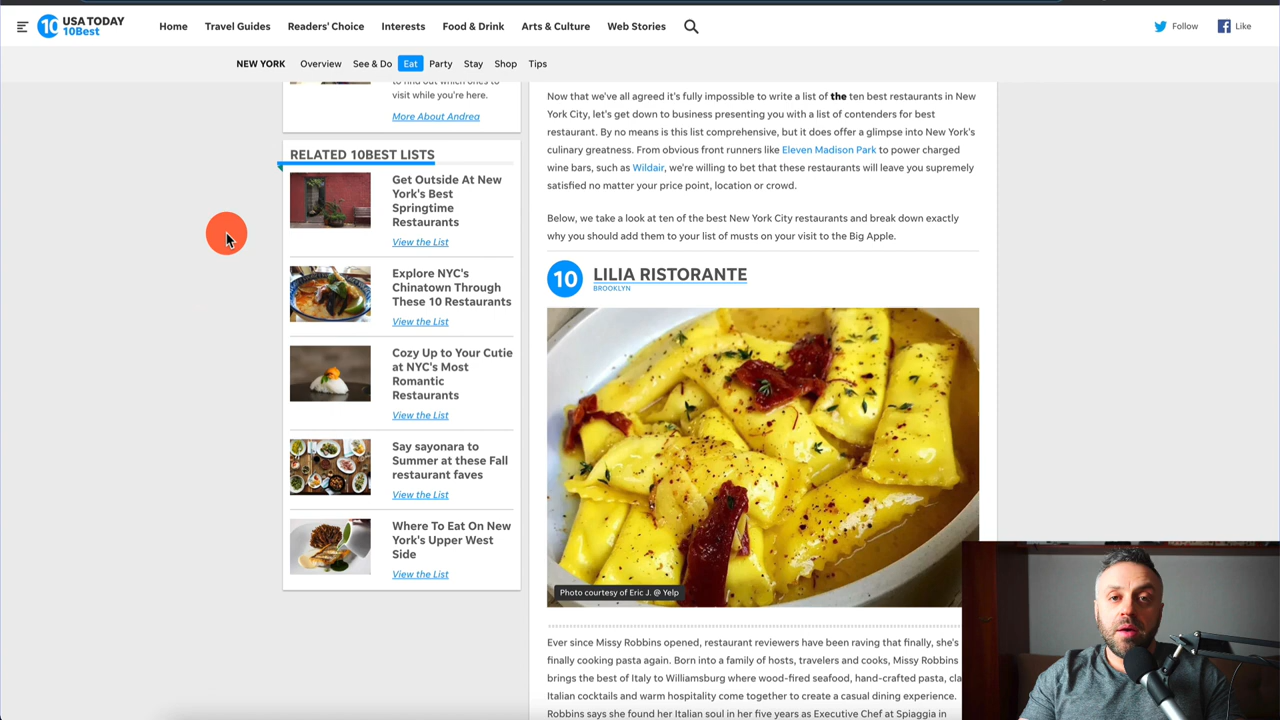 10
USA TODAY
10Best
Home
Travel Guides
Readers' Choice
Interests
Food & Drink
Arts & Culture
Web Stories
Follow
Like
NEW YORK
Overview
See & Do
Eat
Party
Stay
Shop
Tips
visit while you're here.
More About Andrea
RELATED 10BEST LISTS
Get Outside At New
York's Best
Springtime
Restaurants
View the List
Explore NYC's
Chinatown Through
These 10 Restaurants
View the List
Cozy Up to Your Cutie
at NYC's Most
Romantic
Restaurants
View the List
Say sayonara to
Summer at these Fall
restaurant faves
View the List
Where To Eat On New
York's Upper West
Side
View the List
Now that we've all agreed it's fully impossible to write a list of the ten best restaurants in New
York City, let's get down to business presenting you with a list of contenders for best
restaurant. By no means is this list comprehensive, but it does offer a glimpse into New York's
culinary greatness. From obvious front runners like Eleven Madison Park to power charged
wine bars, such as Wildair, we're willing to bet that these restaurants will leave you supremely
satisfied no matter your price point, location or crowd.
Below, we take a look at ten of the best New York City restaurants and break down exactly
why you should add them to your list of musts on your visit to the Big Apple.
10
LILIA RISTORANTE
BROOKLYN
Photo courtesy of Eric J. @ Yelp
Ever since Missy Robbins opened, restaurant reviewers have been raving that finally, she's
finally cooking pasta again. Born into a family of hosts, travelers and cooks, Missy Robbins
brings the best of Italy to Williamsburg where wood-fired seafood, hand-crafted pasta, cla
Italian cocktails and warm hospitality come together to create a casual dining experience.
Robbins says she found her Italian soul in her five years as Executive Chef at Spiaggia in